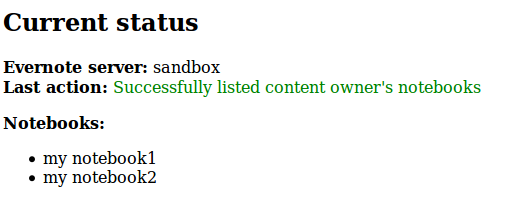 Current status
Evernote server: sandbox
Last action: Successfully listed content owner's notebooks
Notebooks:
• my notebook1
• my notebook2